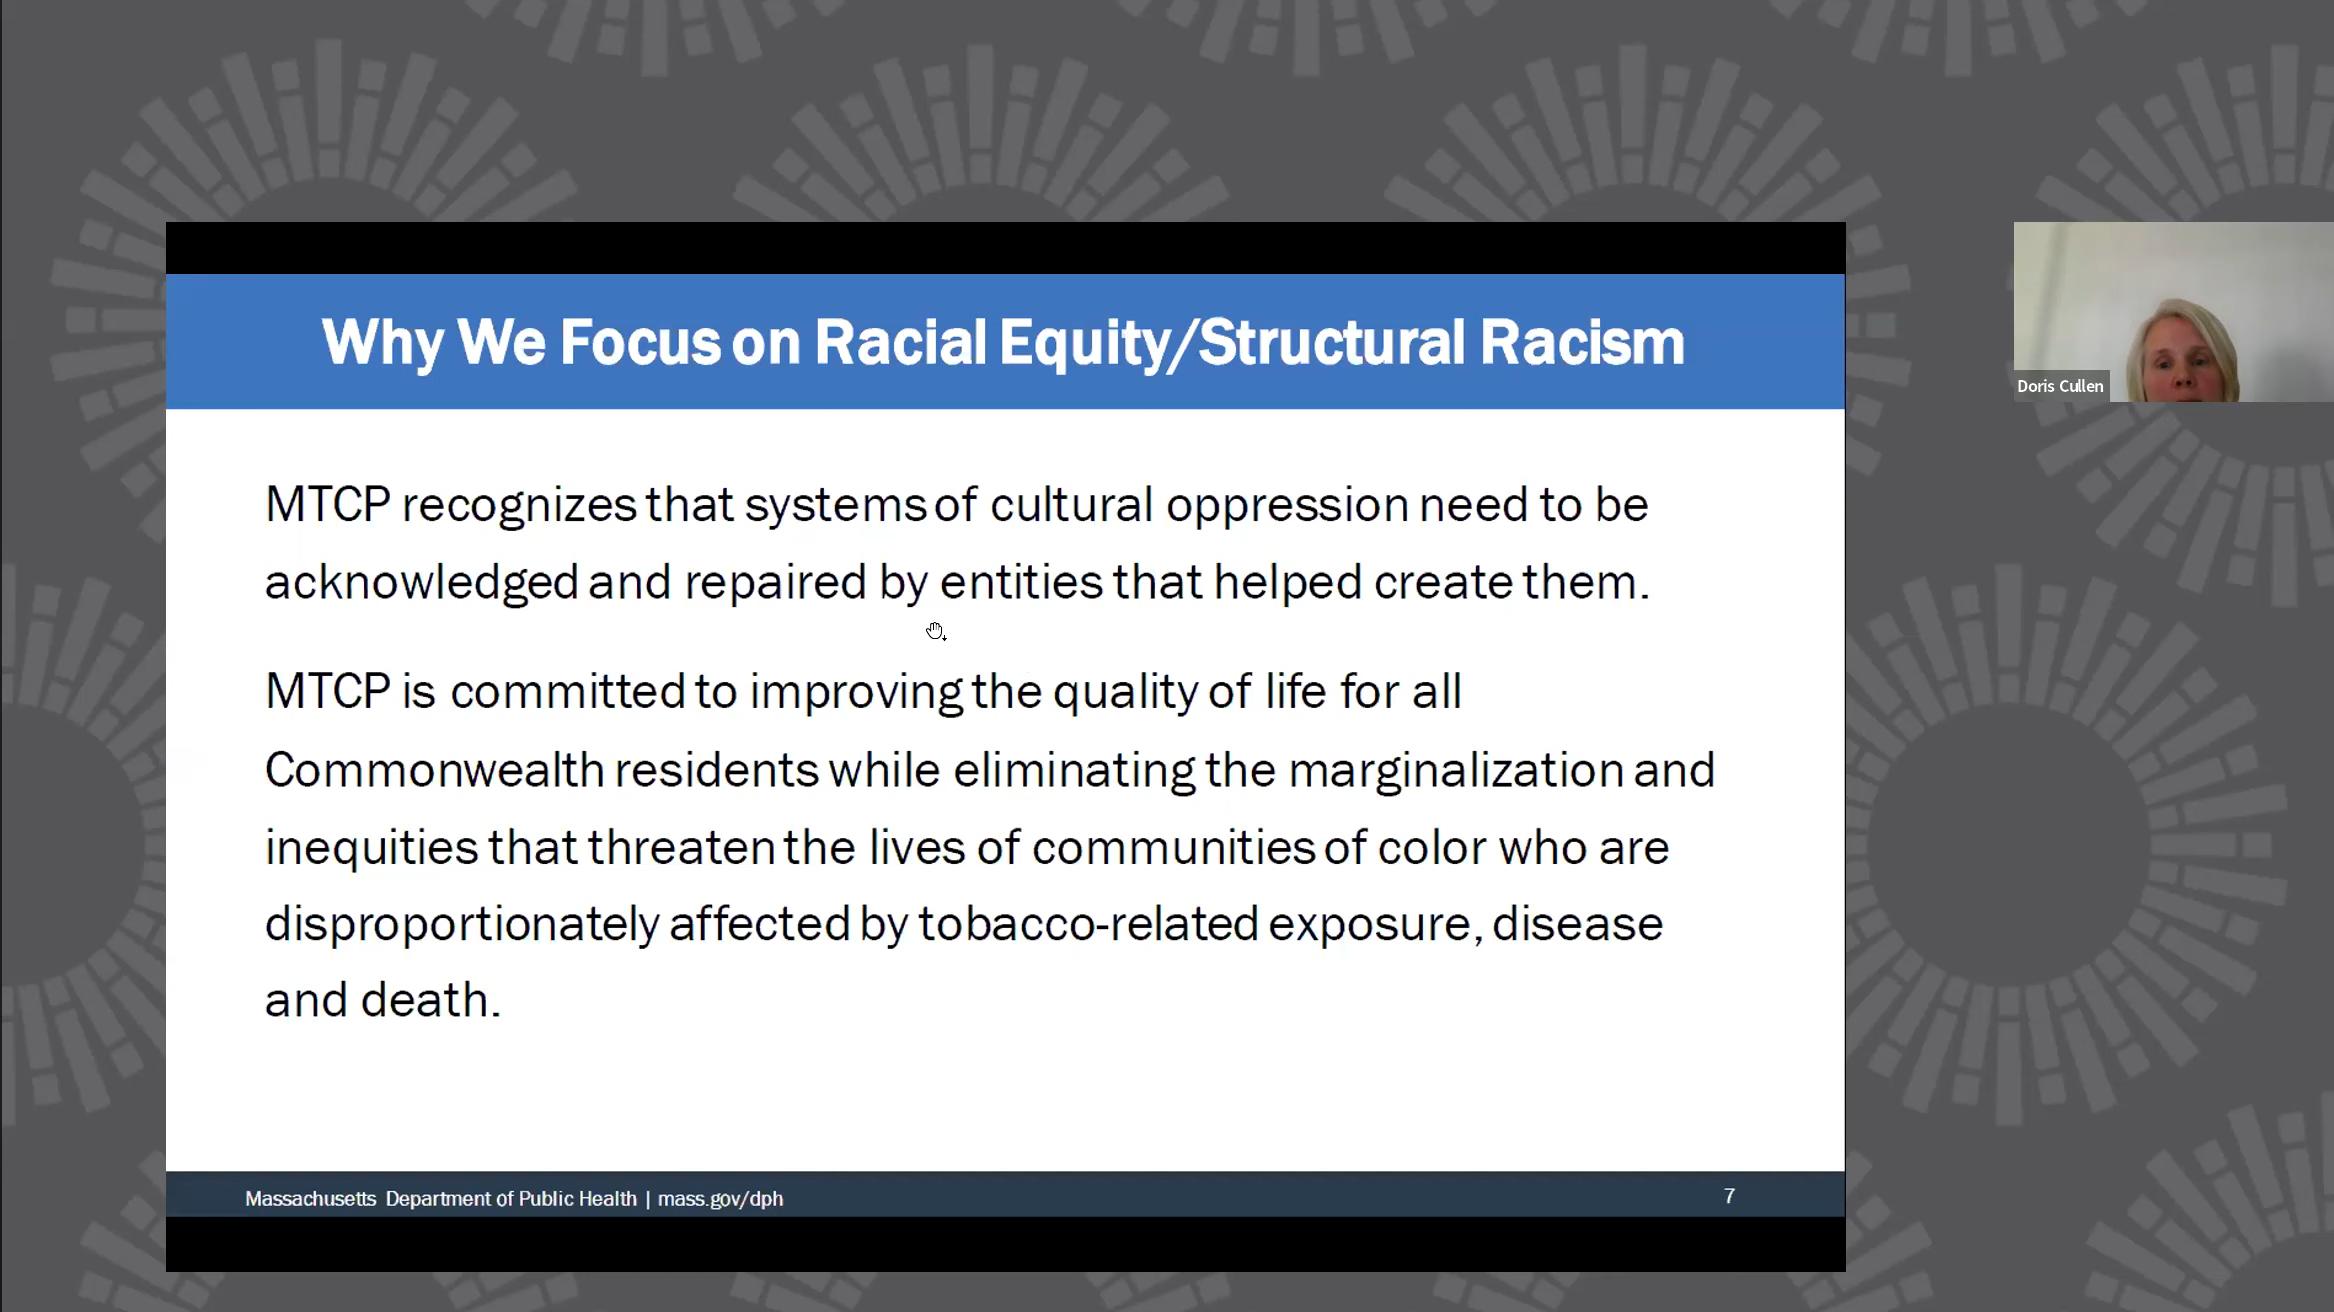 Why We Focus on Racial Equity/Structural Racism
MTCP recognizes that systems of cultural oppression need to be
acknowledged and repaired by entities that helped create them.
MTCP is committed to improving the quality of life for all
Commonwealth residents while eliminating the marginalization and
inequities that threaten the lives of communities of color who are
disproportionately affected by tobacco-related exposure, disease
and death.
Massachusetts Department of Public Health | mass.gov/dph
7
Doris Cullen